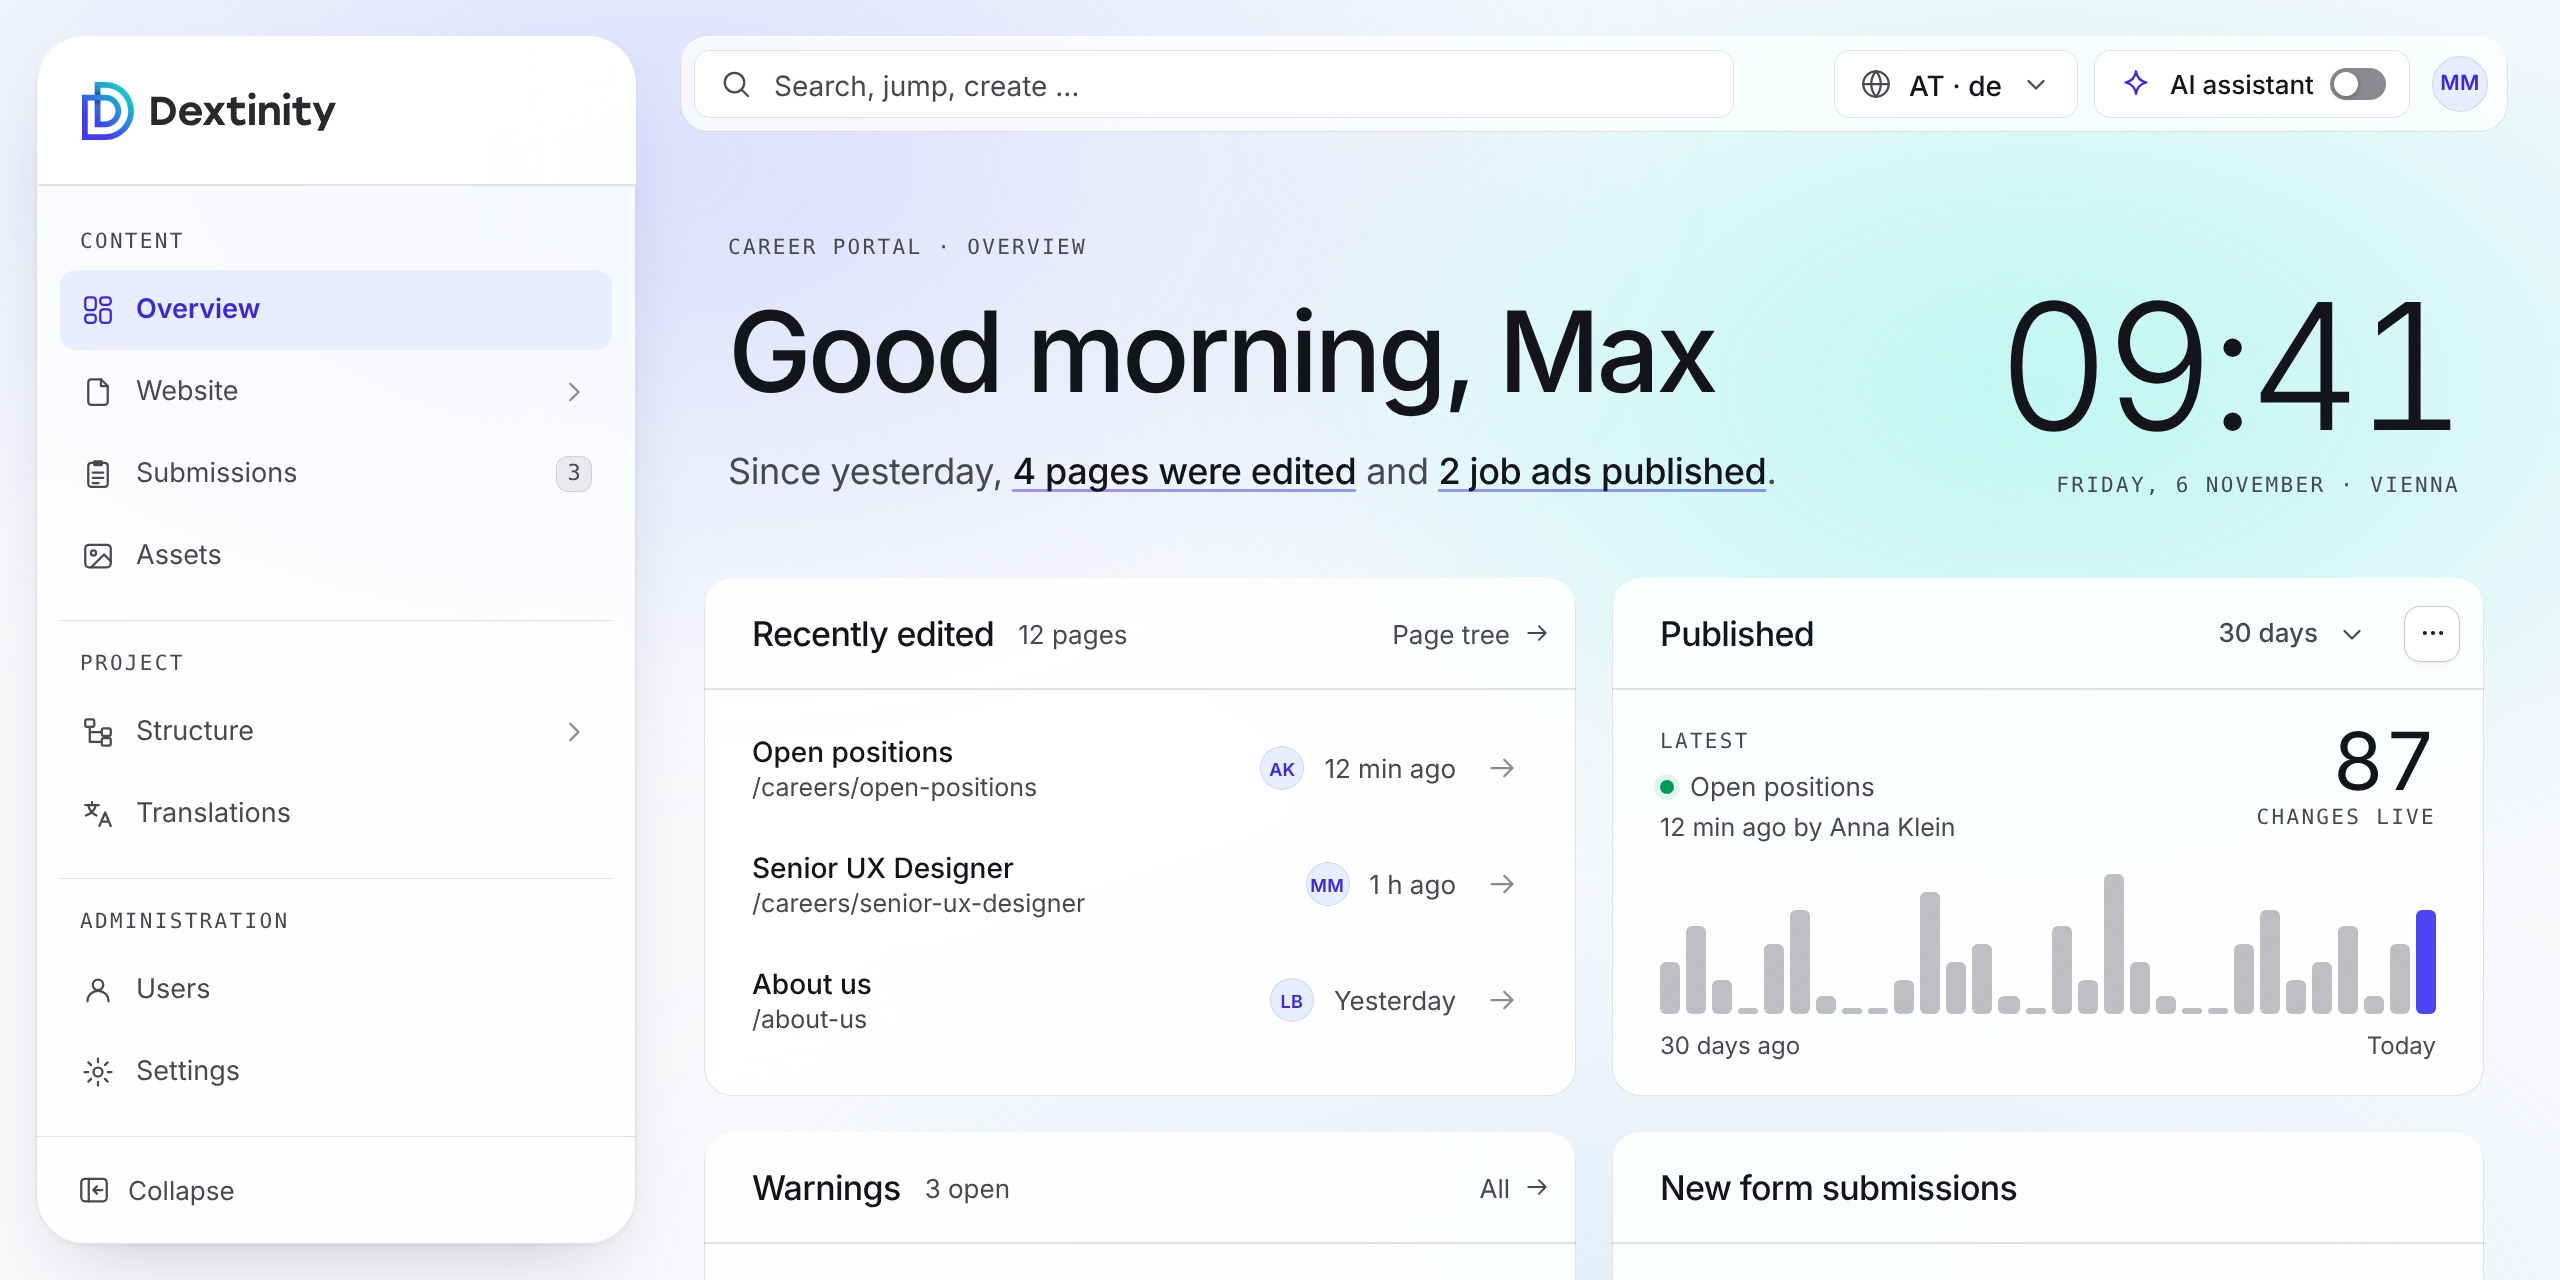 Dextinity
CONTENT
Overview
Website
Submissions 3
Assets
PROJECT
Structure
Translations
ADMINISTRATION
Users
Settings
Collapse
Search, jump, create ...
AT · de
AI assistant
MM
CAREER PORTAL · OVERVIEW
Good morning, Max
Since yesterday, 4 pages were edited and 2 job ads published.
09:41
FRIDAY, 6 NOVEMBER · VIENNA
Recently edited 12 pages Page tree →
Open positions
/careers/open-positions
AK 12 min ago →
Senior UX Designer
/careers/senior-ux-designer
MM 1 h ago →
About us
/about-us
LB Yesterday →
Published 30 days ...
LATEST
Open positions
12 min ago by Anna Klein
87
CHANGES LIVE
30 days ago Today
Warnings 3 open All →
New form submissions